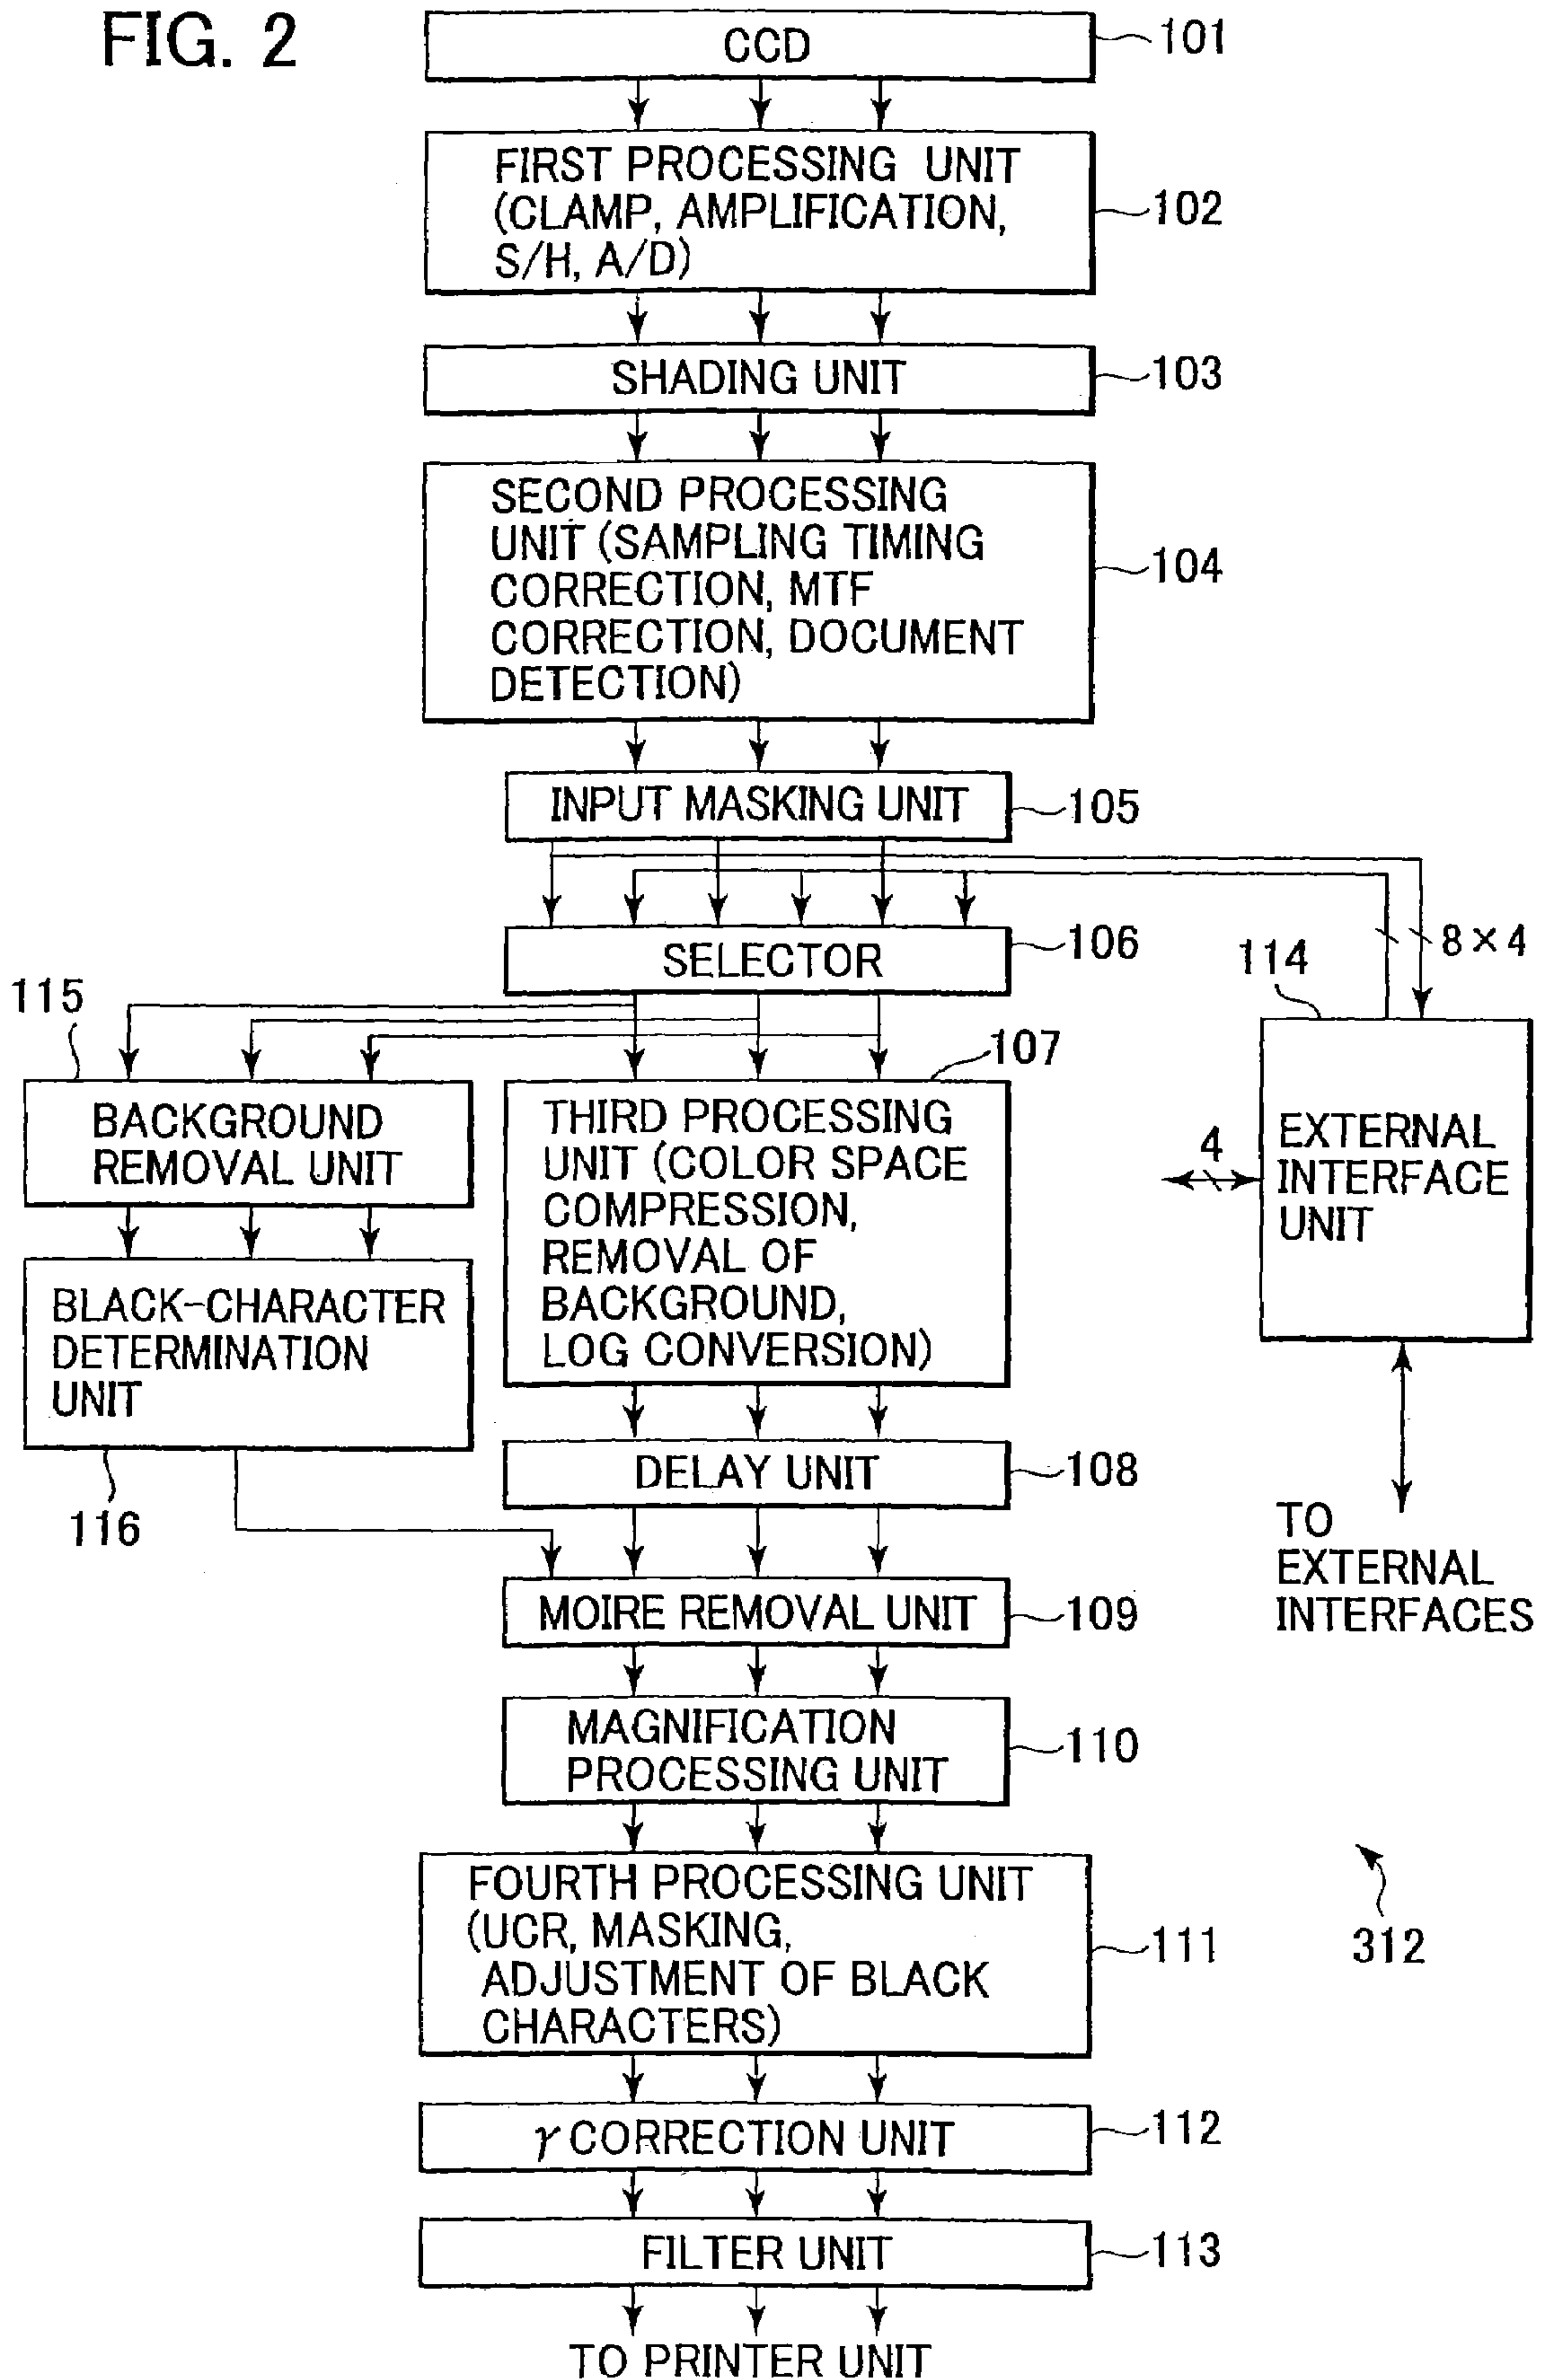 FIG. 2
CCD
101
FIRST PROCESSING UNIT
(CLAMP, AMPLIFICATION,
S/H, A/D)
102
SHADING UNIT
103
SECOND PROCESSING
UNIT (SAMPLING TIMING
CORRECTION, MTF
CORRECTION, DOCUMENT
DETECTION)
104
INPUT MASKING UNIT
105
SELECTOR
106
8×4
114
115
107
BACKGROUND
REMOVAL UNIT
THIRD PROCESSING
UNIT (COLOR SPACE
COMPRESSION,
REMOVAL OF
BACKGROUND,
LOG CONVERSION)
4
EXTERNAL
INTERFACE
UNIT
BLACK-CHARACTER
DETERMINATION
UNIT
116
DELAY UNIT
108
TO
EXTERNAL
INTERFACES
MOIRE REMOVAL UNIT
109
MAGNIFICATION
PROCESSING UNIT
110
FOURTH PROCESSING UNIT
(UCR, MASKING,
ADJUSTMENT OF BLACK
CHARACTERS)
111
312
γ CORRECTION UNIT
112
FILTER UNIT
113
TO PRINTER UNIT